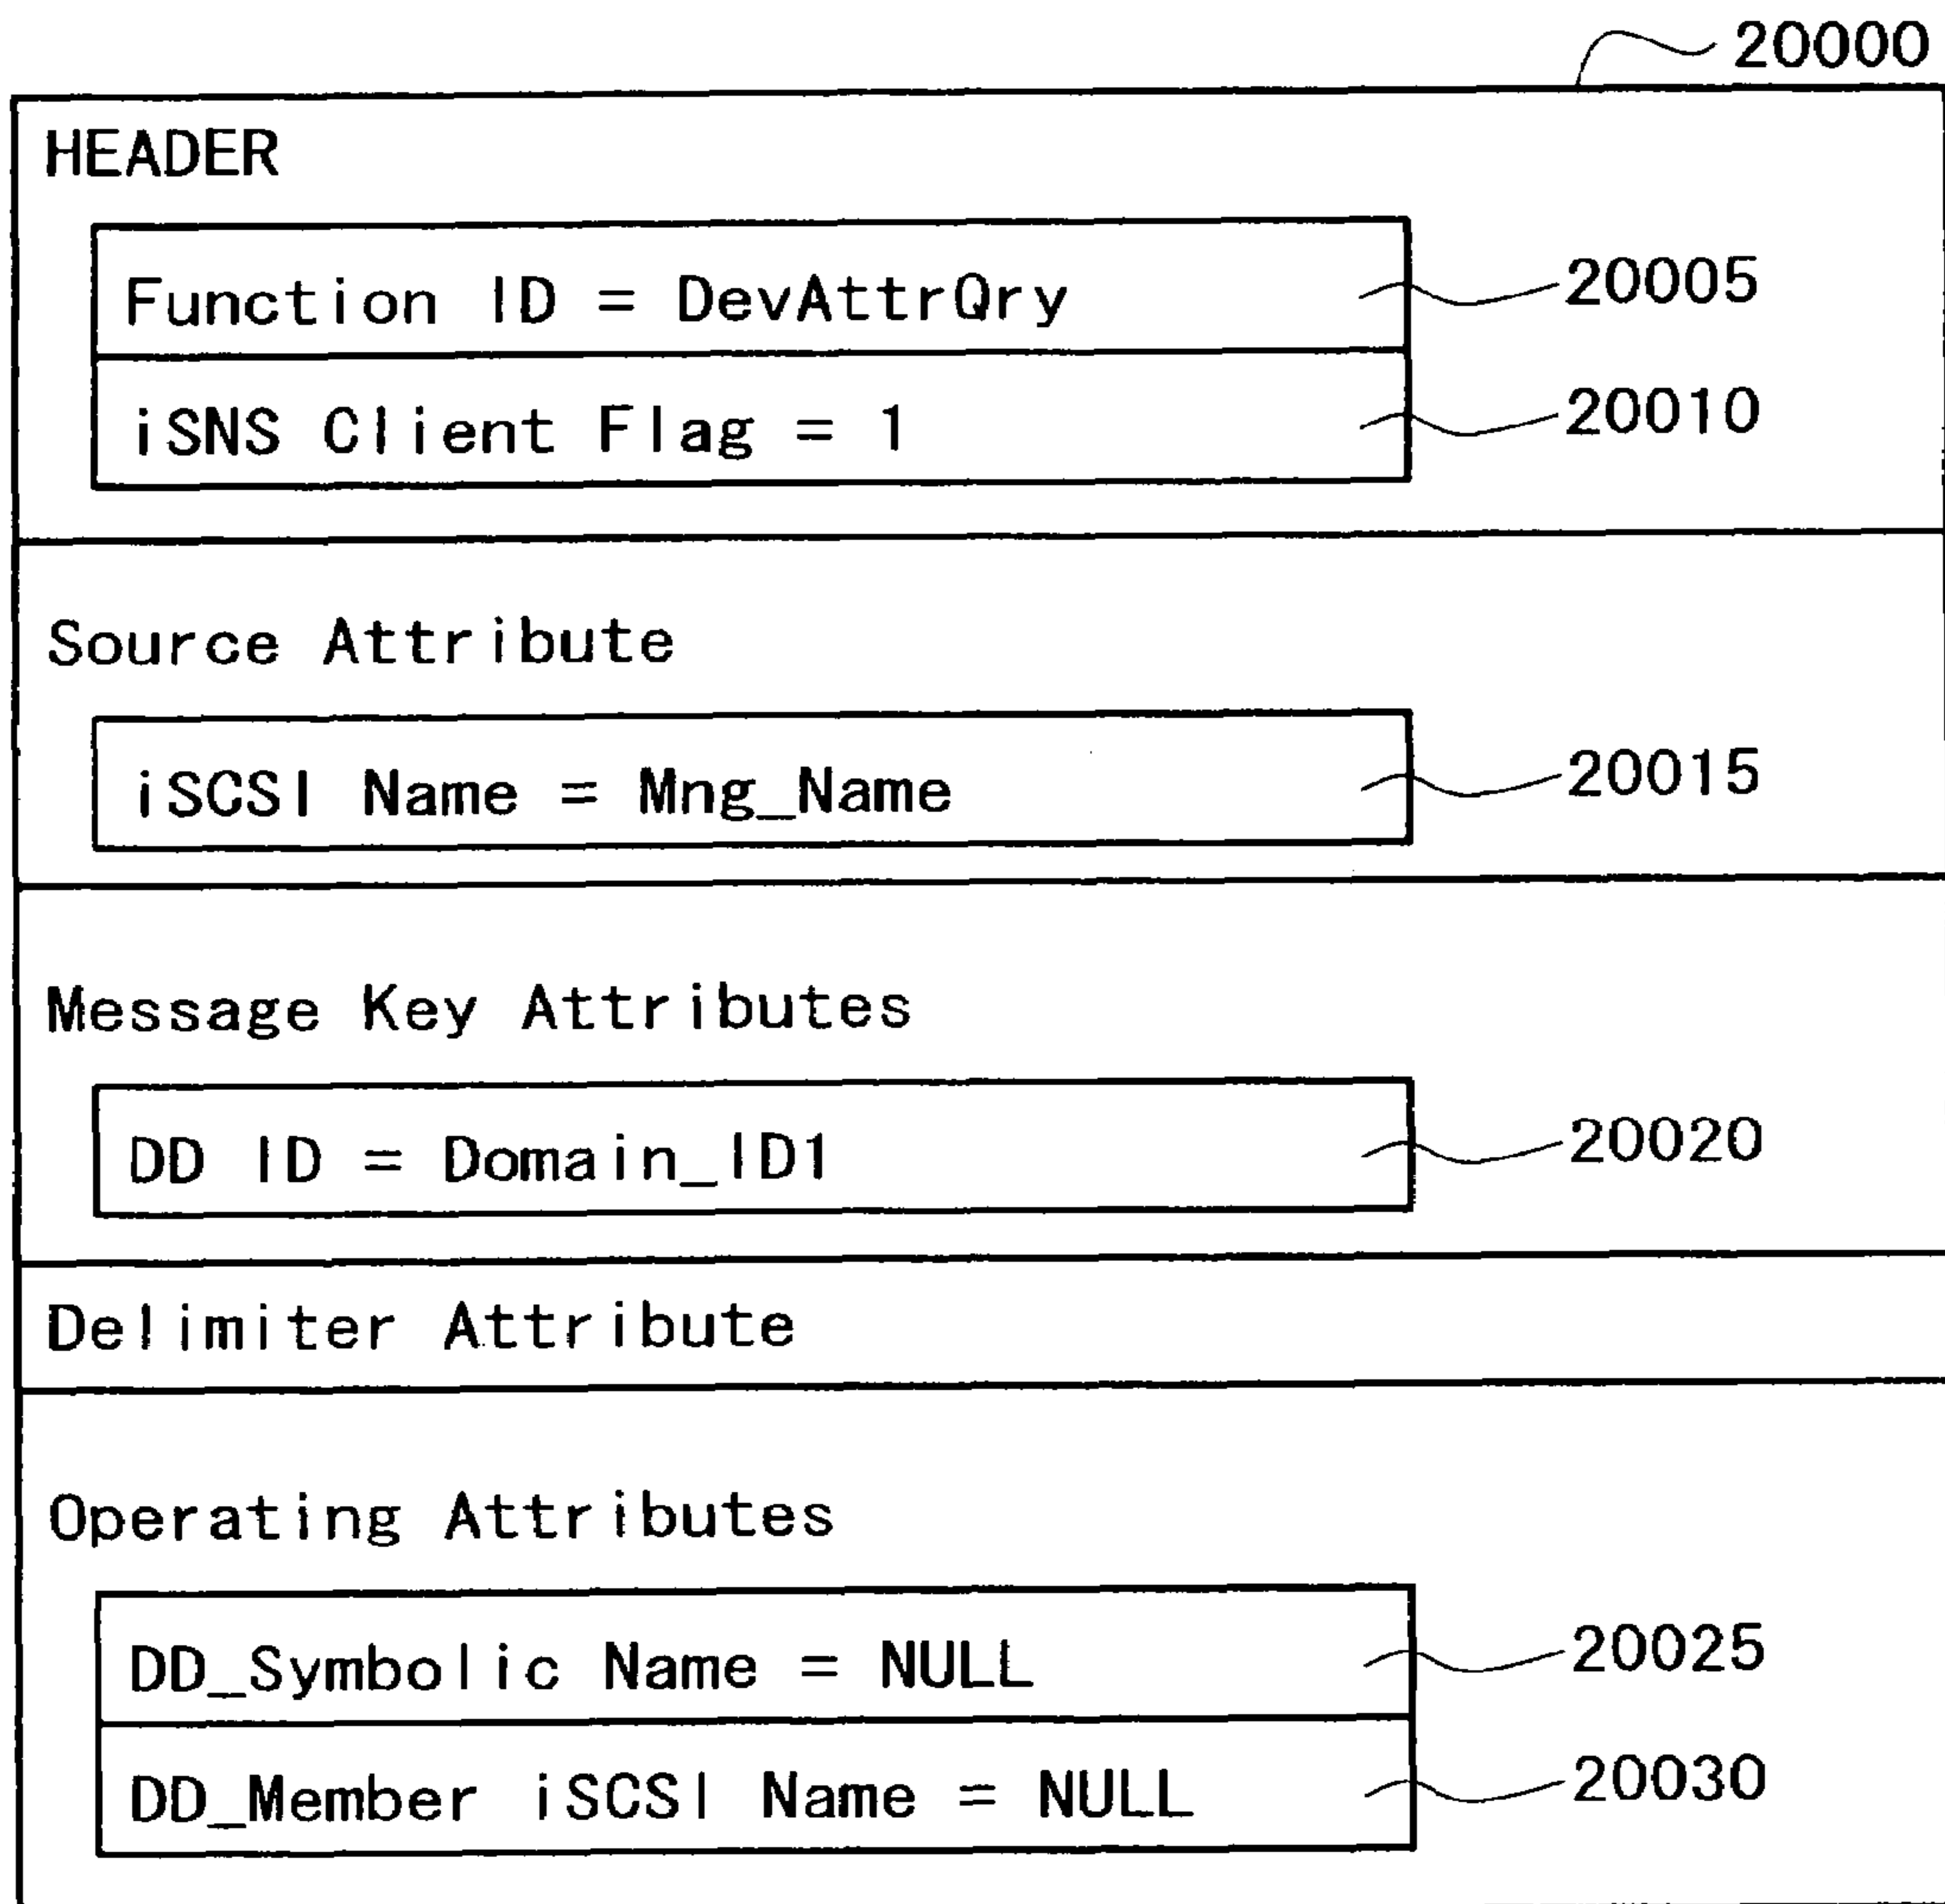 20000
HEADER
Function ID = DevAttrQry 20005
iSNS Client Flag = 1 20010
Source Attribute
iSCSI Name = Mng_Name 20015
Message Key Attributes
DD ID = Domain_ID1 20020
Delimiter Attribute
Operating Attributes
DD_Symbolic Name = NULL 20025
DD_Member iSCSI Name = NULL 20030